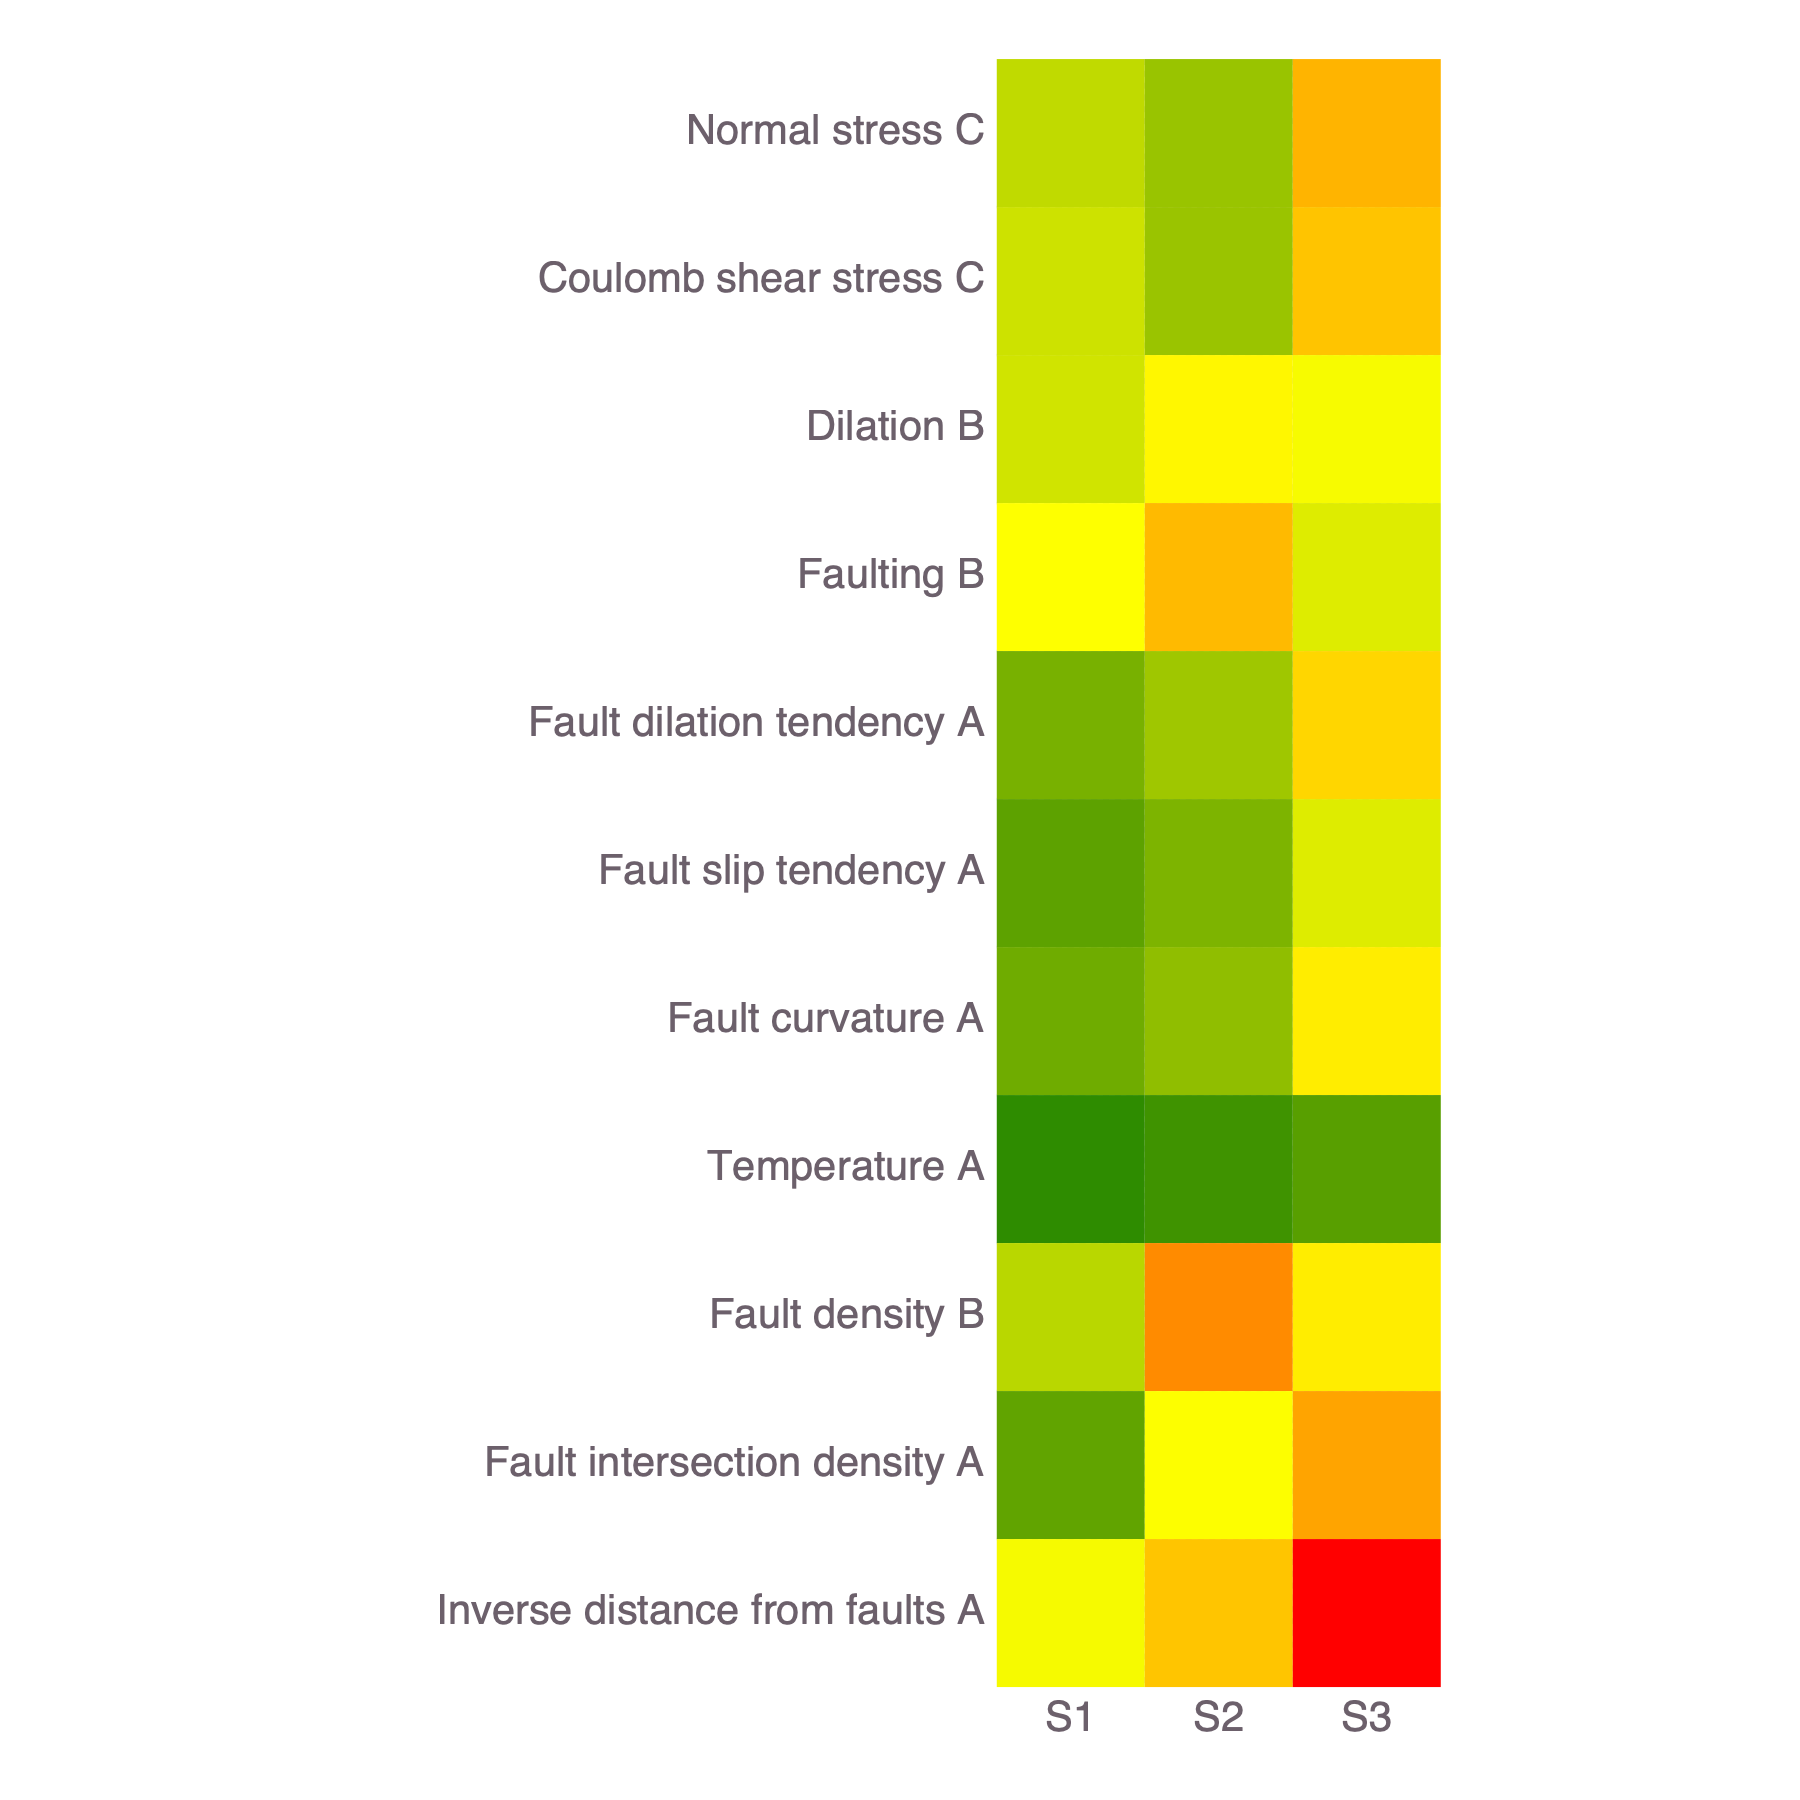 Normal stress C
Coulomb shear stress C
Dilation B
Faulting B
Fault dilation tendency A
Fault slip tendency A
Fault curvature A
Temperature A
Fault density B
Fault intersection density A
Inverse distance from faults A
S1 S2 S3